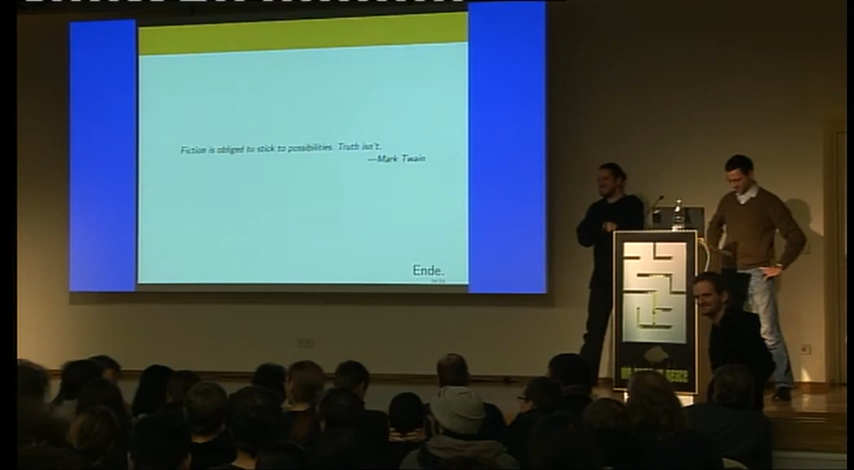 Fiction is obliged to stick to possibilities. Truth isn't.
—Mark Twain
Ende.